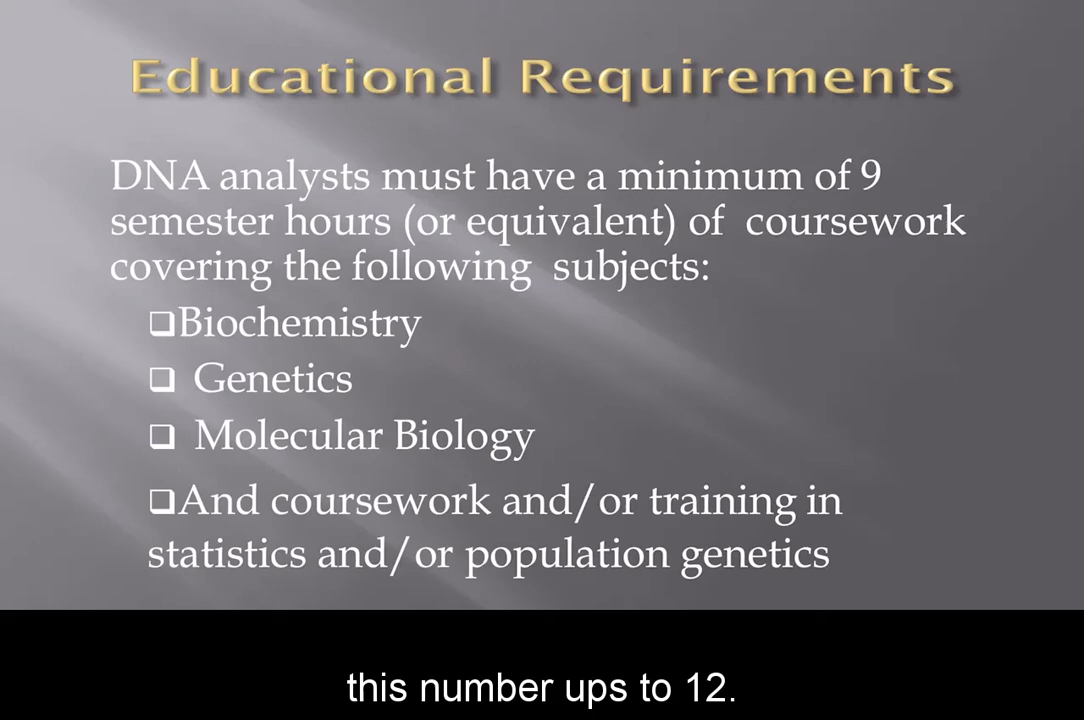 Educational Requirements
DNA analysts must have a minimum of 9
semester hours (or equivalent) of coursework
covering the following subjects:
❑Biochemistry
❑ Genetics
❑ Molecular Biology
❑And coursework and/or training in
statistics and/or population genetics
this number ups to 12.